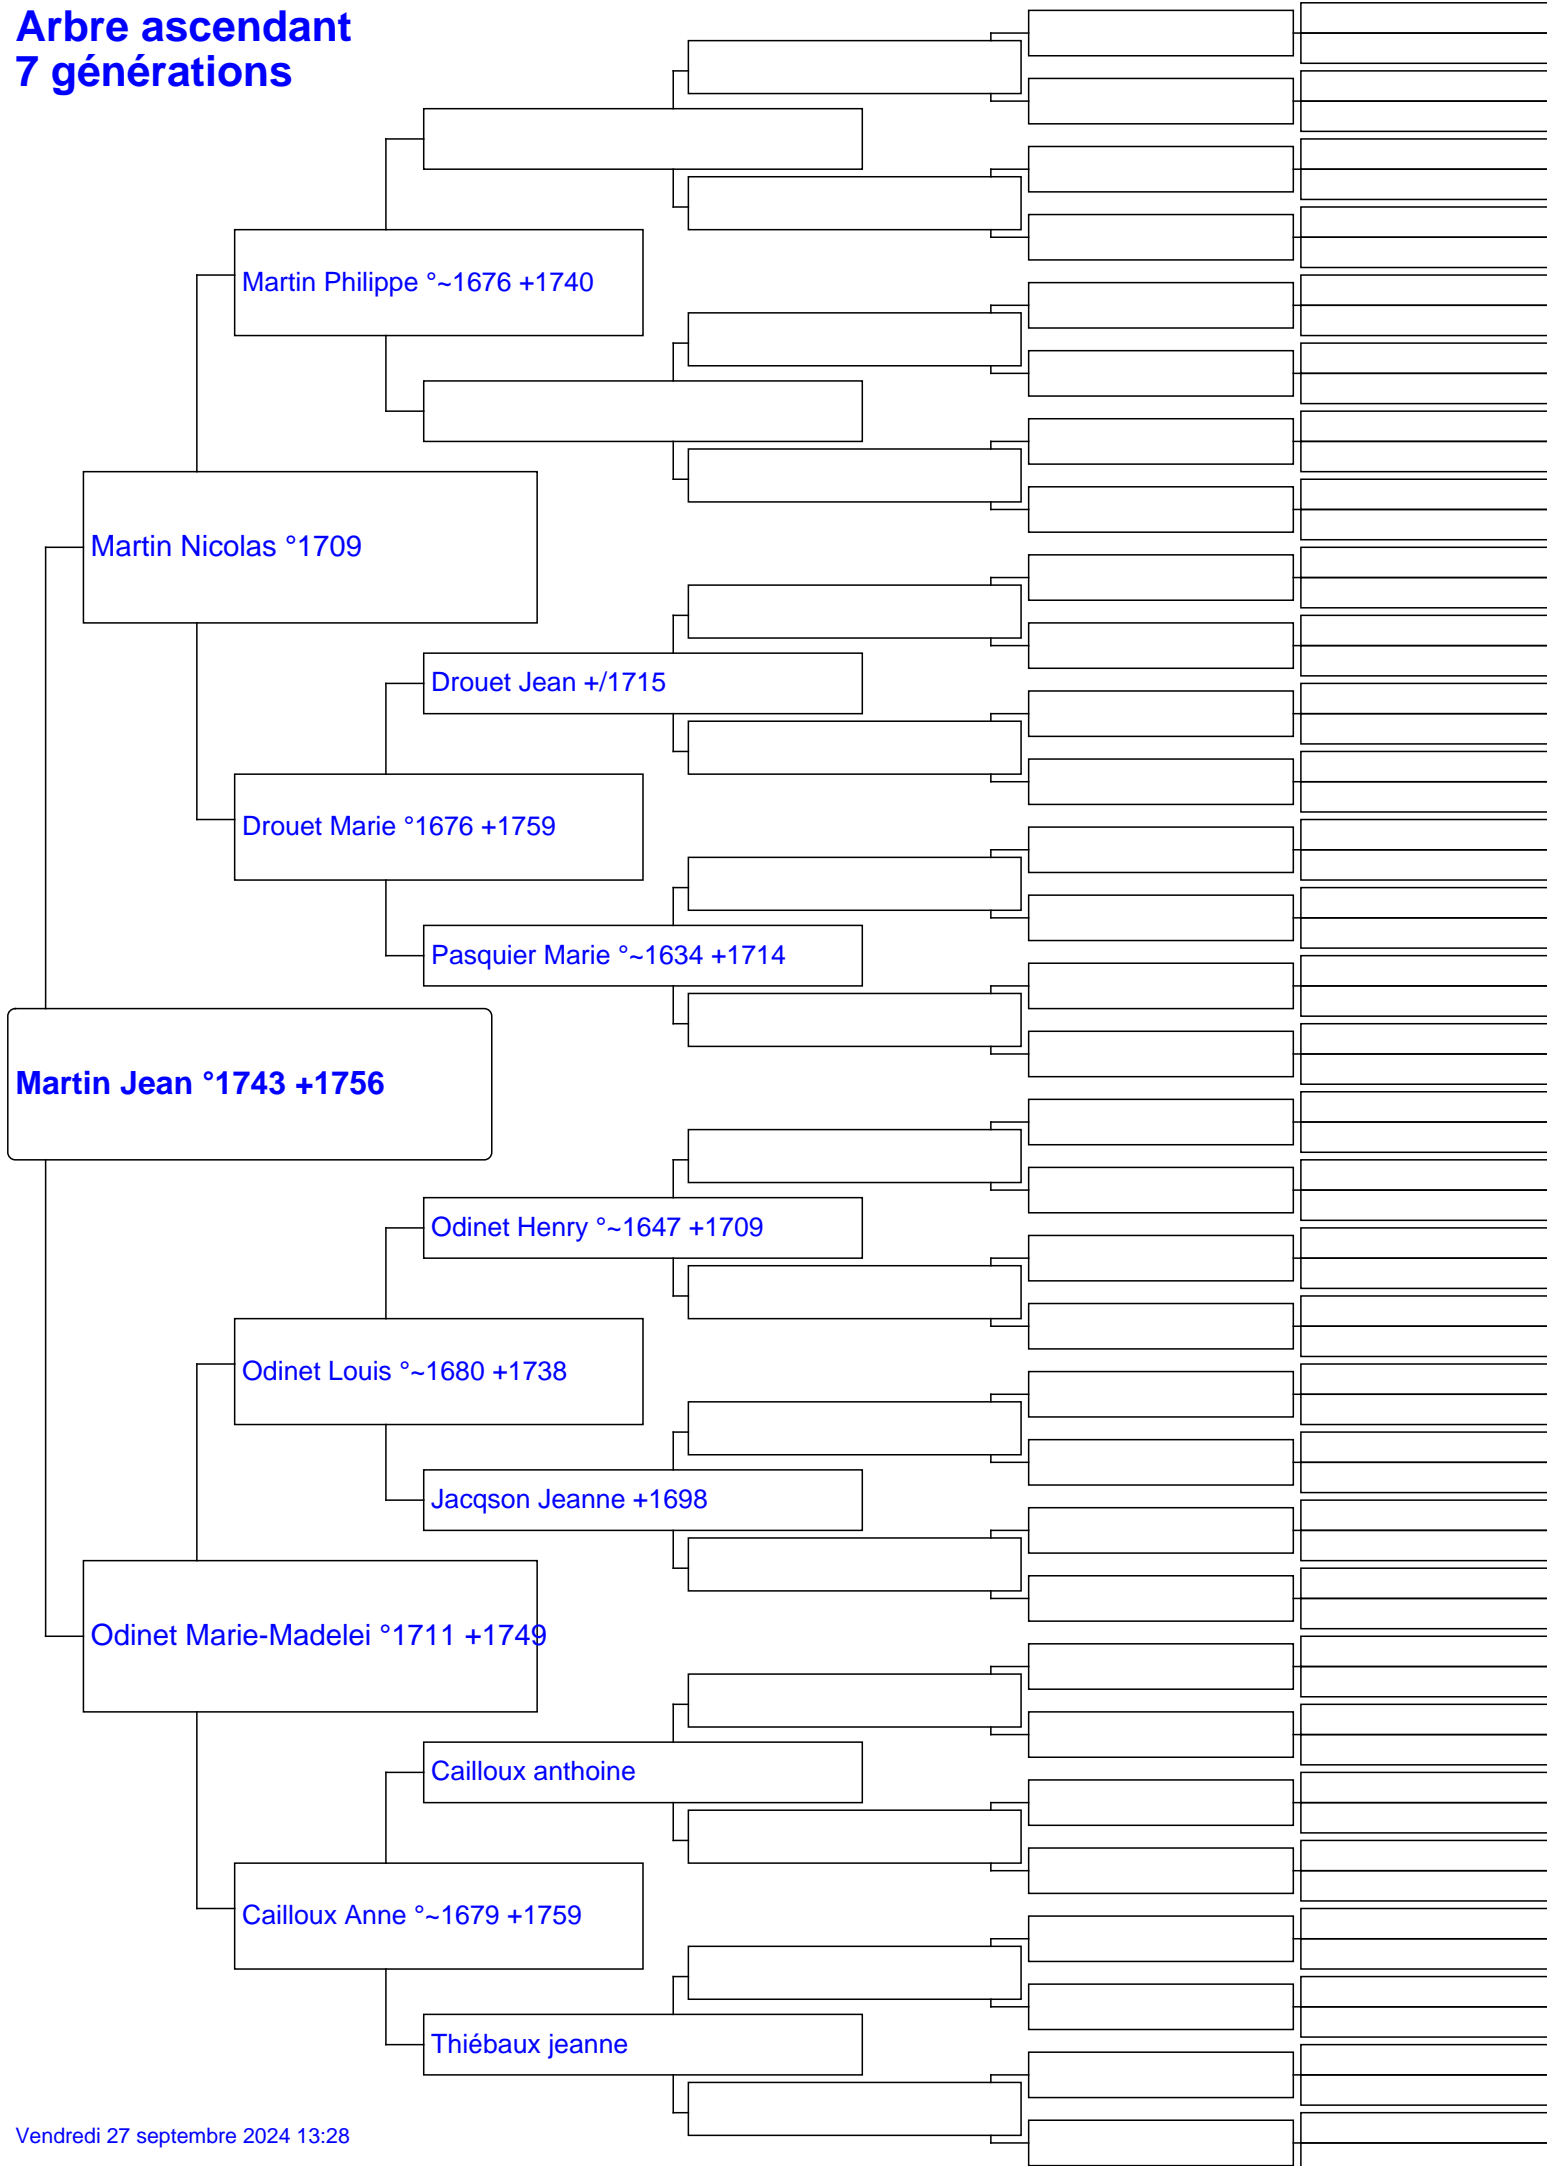 Arbre ascendant
7 générations
Martin Philippe °~1676 +1740
Martin Nicolas °1709
Drouet Jean +/1715
Drouet Marie °1676 +1759
Pasquier Marie °~1634 +1714
Martin Jean °1743 +1756
Odinet Henry °~1647 +1709
Odinet Louis °~1680 +1738
Jacqson Jeanne +1698
Odinet Marie-Madelei °1711 +1749
Cailloux anthoine
Cailloux Anne °~1679 +1759
Thiébaux jeanne
Vendredi 27 septembre 2024 13:28